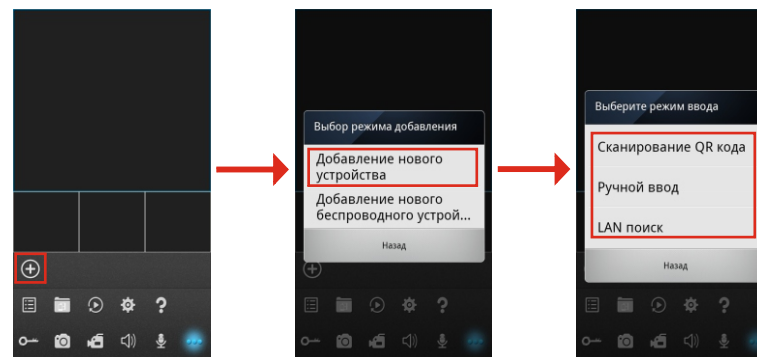 Выбор режима добавления
Добавление нового
устройства
Добавление нового
беспроводного устрой...
Назад
Выберите режим ввода
Сканирование QR кода
Ручной ввод
LAN поиск
Назад